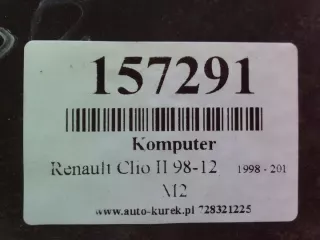 157291
Komputer
Renault Clio II 98-12 1998 - 201
M2
www.auto-kurek.pl 728321225